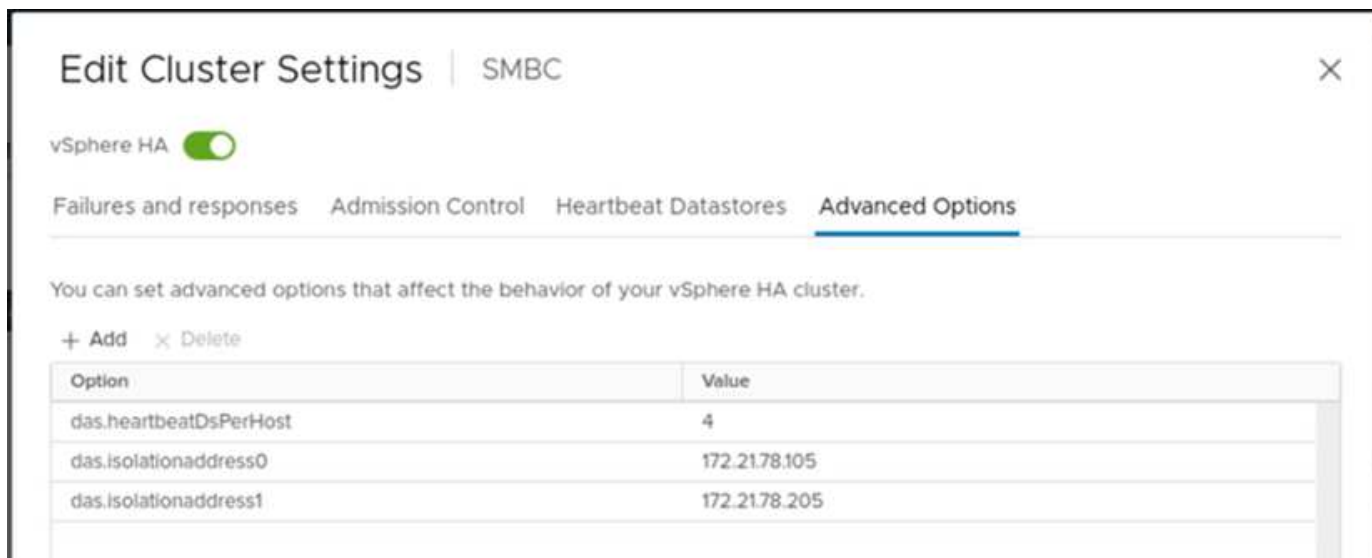 Edit Cluster Settings SMBC
vSphere HA
Failures and responses Admission Control Heartbeat Datastores Advanced Options
You can set advanced options that affect the behavior of your vSphere HA cluster.
+ Add × Delete
Option Value
das.heartbeatDsPerHost 4
das.isolationaddress0 172.21.78.105
das.isolationaddress1 172.21.78.205